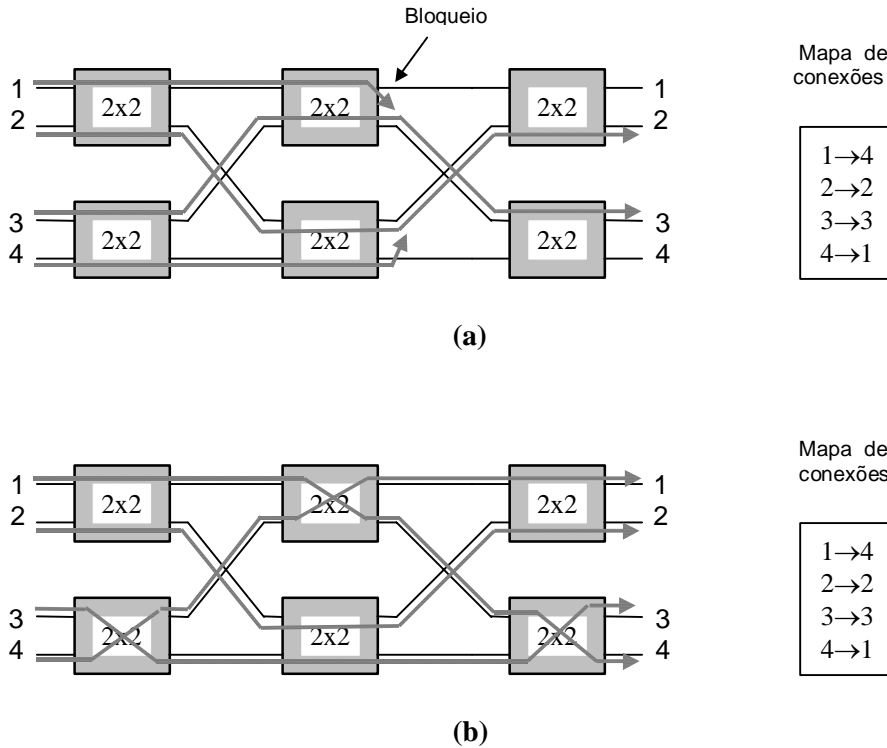 Bloqueio
Mapa de
conexões
1
2
3
4
2x2
2x2
2x2
2x2
2x2
2x2
1
2
3
4
1→4
2→2
3→3
4→1
(a)
Mapa de
conexões
1
2
3
4
2x2
2x2
2x2
2x2
2x2
2x2
1
2
3
4
1→4
2→2
3→3
4→1
(b)